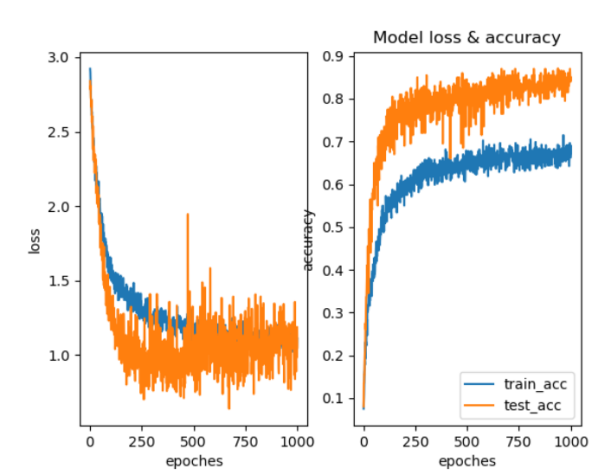 Model loss & accuracy
3.0
2.5
2.0
1.5
1.0
loss
0 250 500 750 1000
epoches
0.9
0.8
0.7
0.6
0.5
0.4
0.3
0.2
0.1
accuracy
train_acc
test_acc
0 250 500 750 1000
epoches